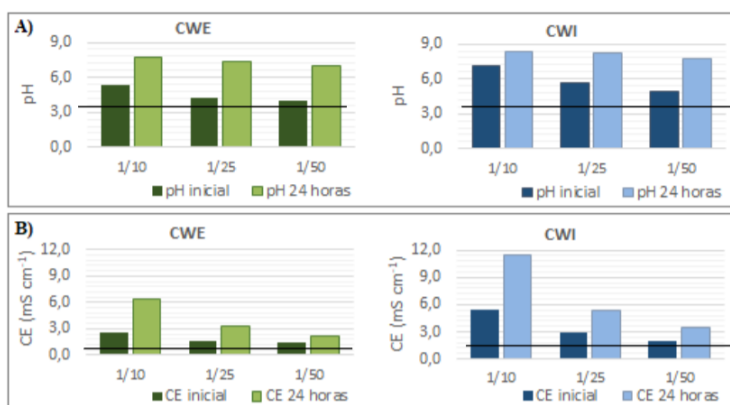 A)
CWE
9,0
6,0
3,0
0,0
pH
1/10 1/25 1/50
pH inicial pH 24 horas
CWI
9,0
6,0
3,0
0,0
pH
1/10 1/25 1/50
pH inicial pH 24 horas
B)
CWE
12,0
9,0
6,0
3,0
0,0
CE (mS cm⁻¹)
1/10 1/25 1/50
CE inicial CE 24 horas
CWI
12,0
9,0
6,0
3,0
0,0
CE (mS cm⁻¹)
1/10 1/25 1/50
CE inicial CE 24 horas